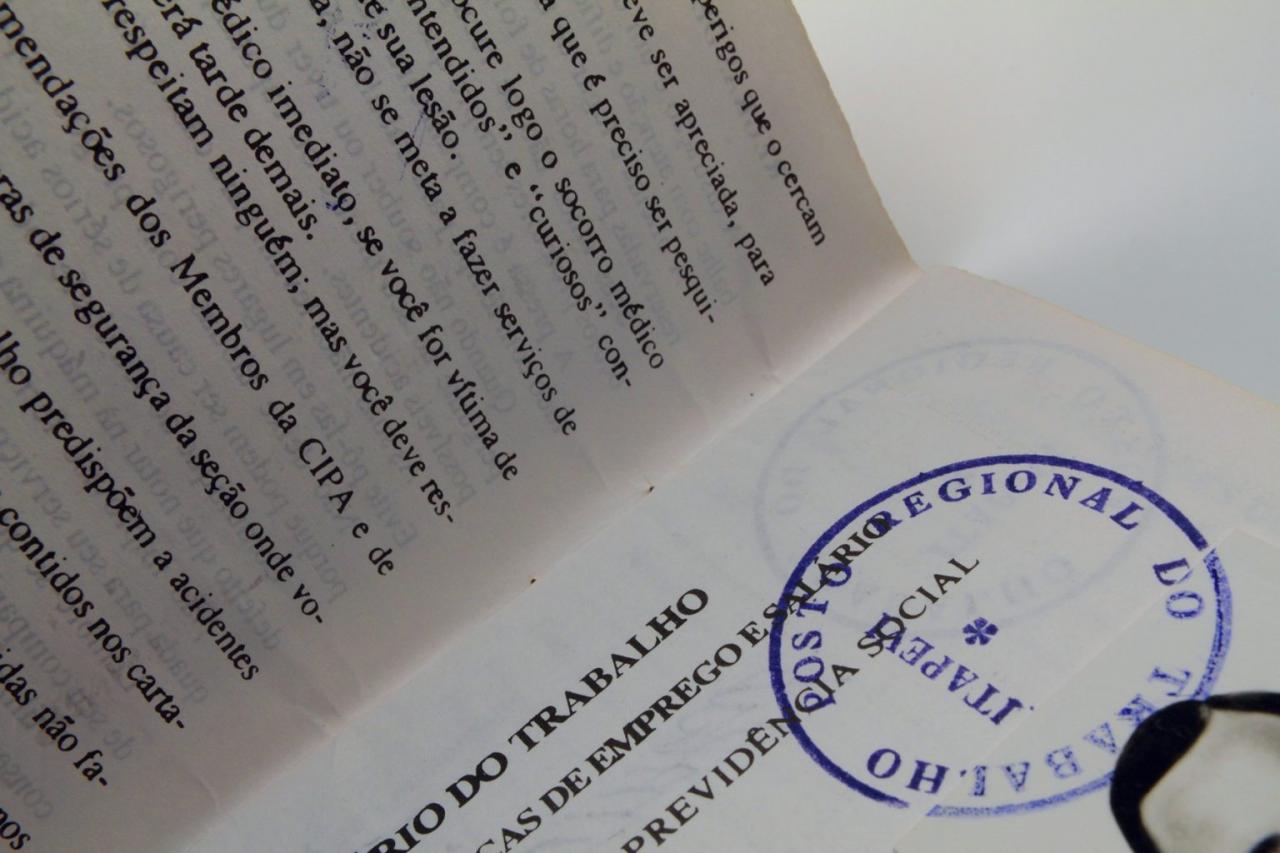 perigos que o cercam
eve ser apreciada, para
a que é preciso ser pesqui-
ocure logo o socorro médico
ntendidos" e "curiosos" con-
e sua lesão.
a, não se meta a fazer serviços de
édico imediato, se você for vítima de
erá tarde demais.
respeitam ninguém; mas você deve res-
mendações dos Membros da CIPA e de
ras de segurança da seção onde vo-
lho predispõem a acidentes
contidos nos carta-
idas não fa-
nos
ÉRIO DO TRABALHO
CAS DE EMPREGO E SALÁRIO
PREVIDÊNCIA SOCIAL
POSTO REGIONAL DO TRABALHO
ITAPEVI